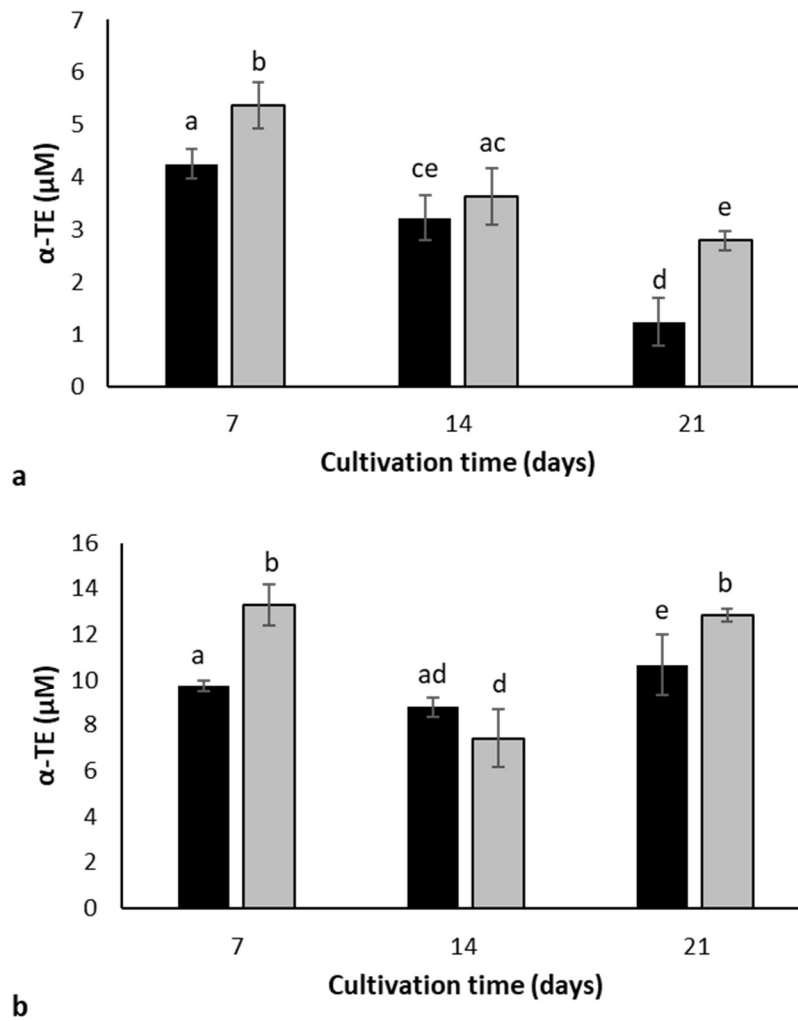 7
6
5
4
3
2
1
0
α-TE (µM)
a
b
ce
ac
d
e
7
14
21
Cultivation time (days)
a
16
14
12
10
8
6
4
2
0
α-TE (µM)
a
b
ad
d
e
b
7
14
21
Cultivation time (days)
b